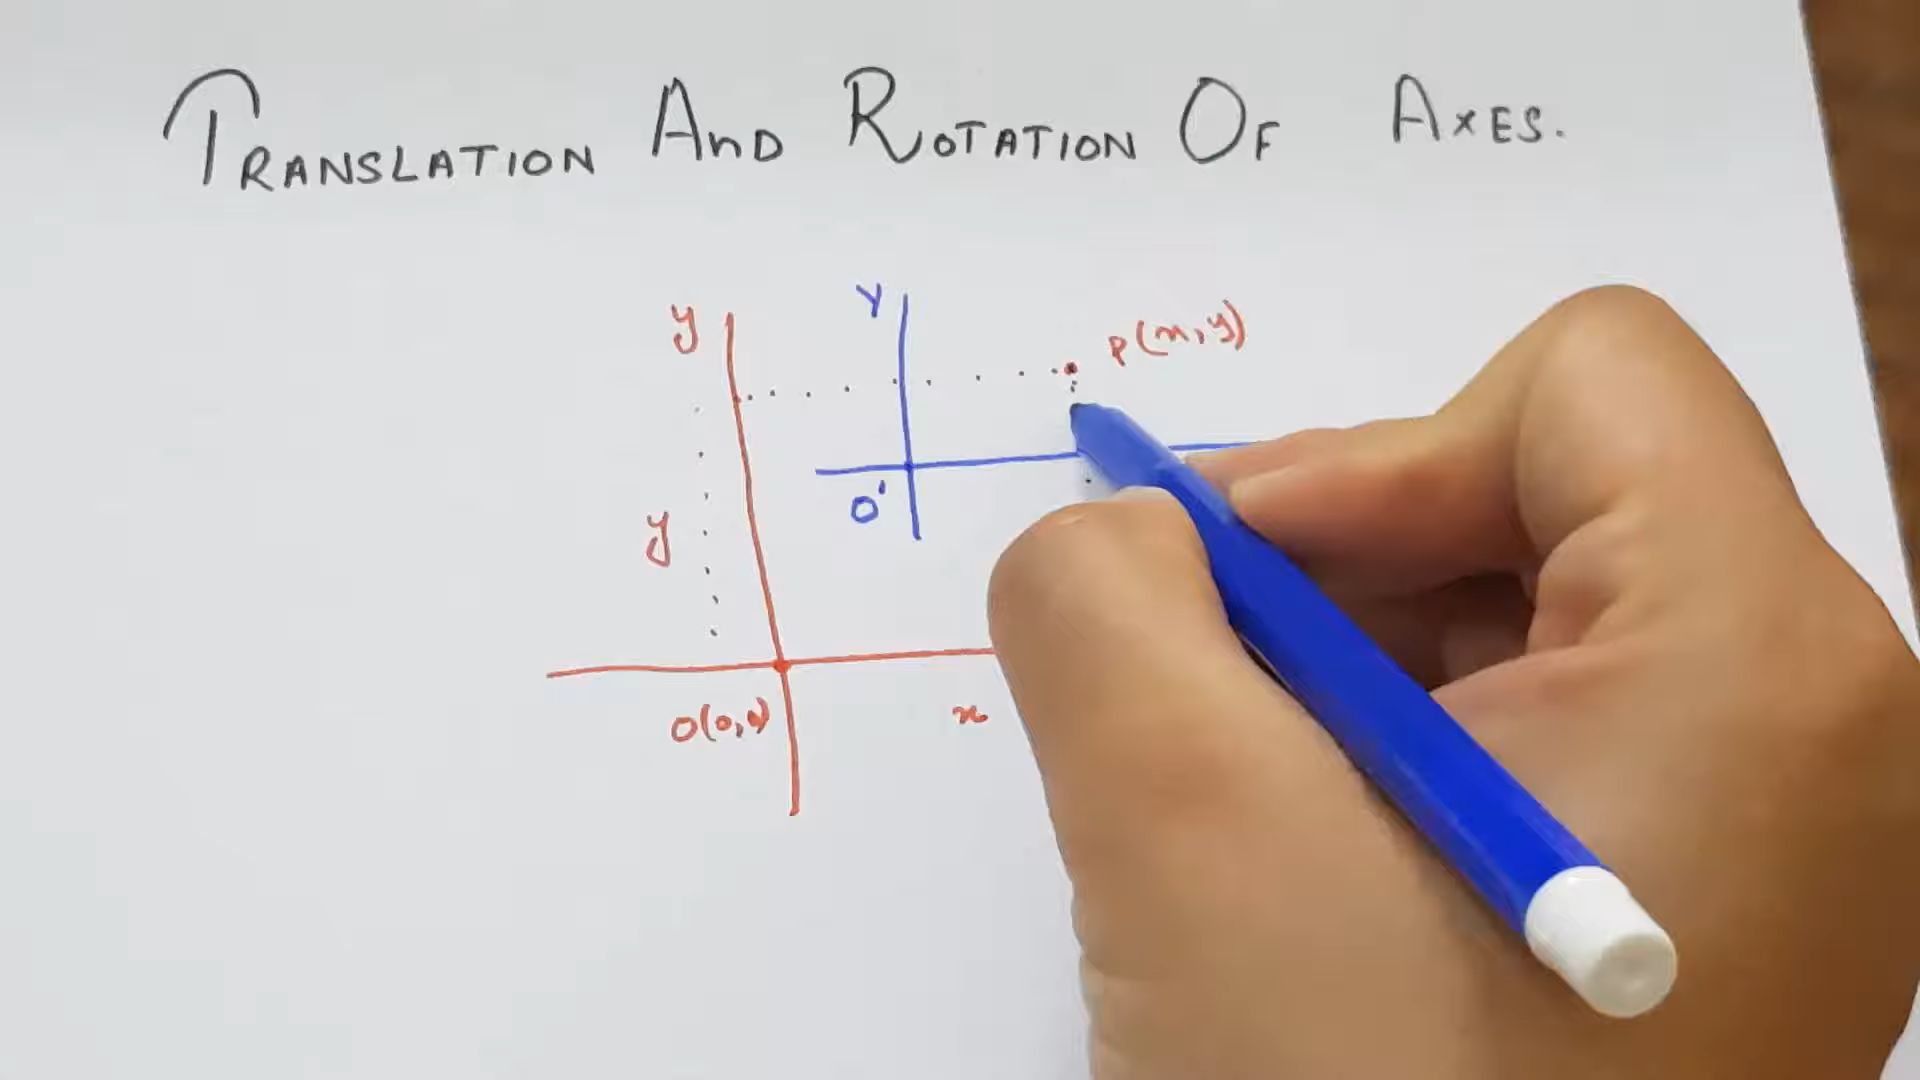 TRANSLATION AND ROTATION OF AXES.
y
Y
P(x, y)
O'
y
O(0,0)
x